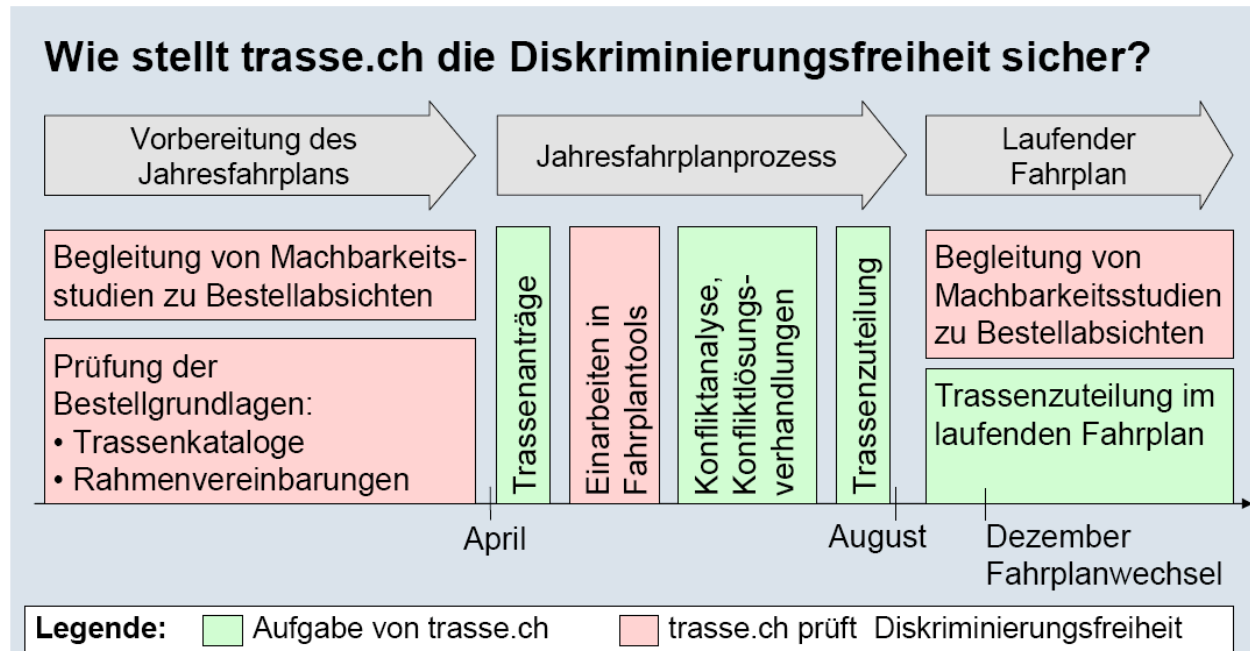 Wie stellt trasse.ch die Diskriminierungsfreiheit sicher?
Vorbereitung des
Jahresfahrplans
Jahresfahrplanprozess
Laufender
Fahrplan
Begleitung von Machbarkeits-
studien zu Bestellabsichten
Prüfung der
Bestellgrundlagen:
• Trassenkataloge
• Rahmenvereinbarungen
Trassenanträge
Einarbeiten in
Fahrplantools
Konfliktanalyse,
Konfliktlösungs-
verhandlungen
Trassenzuteilung
Begleitung von
Machbarkeitsstudien
zu Bestellabsichten
Trassenzuteilung im
laufenden Fahrplan
April
August
Dezember
Fahrplanwechsel
Legende: Aufgabe von trasse.ch trasse.ch prüft Diskriminierungsfreiheit